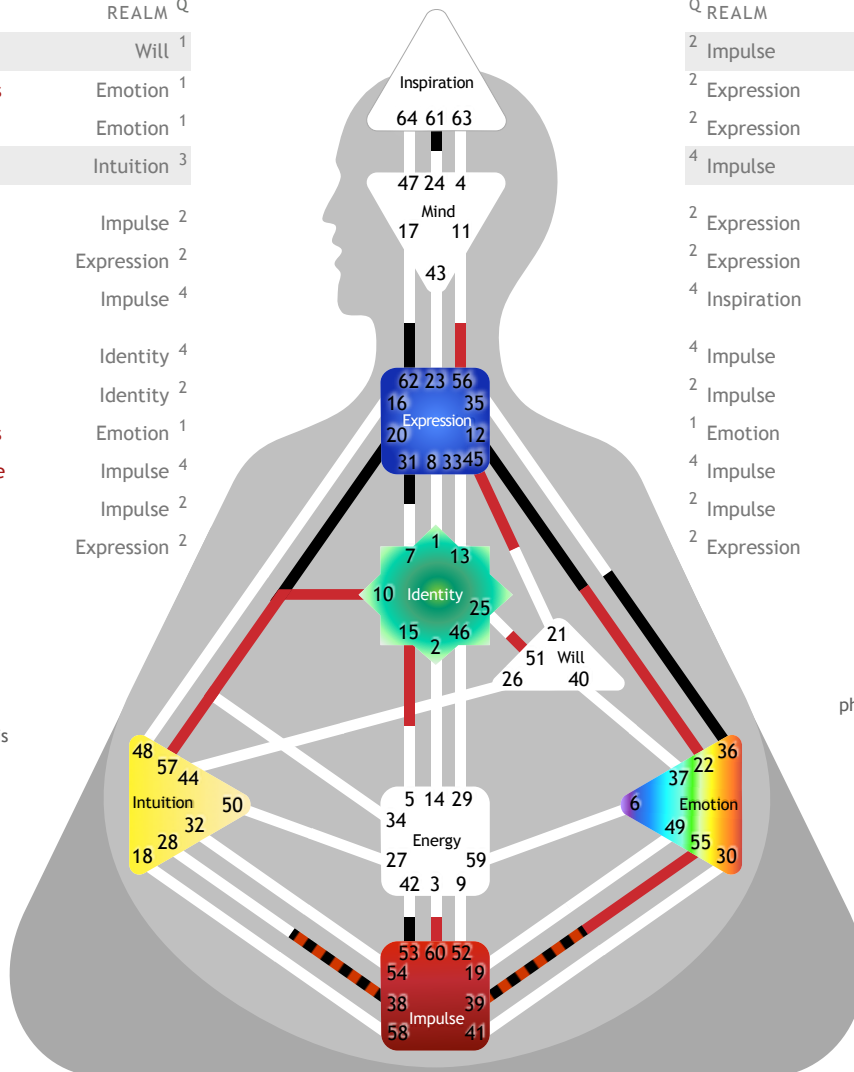 REALM Q
Will 1
s
Emotion 1
Emotion 1
Intuition 3
Impulse 2
Expression 2
Impulse 4
Identity 4
Identity 2
s
Emotion 1
e
Impulse 4
Impulse 2
Expression 2
Q REALM
2 Impulse
2 Expression
2 Expression
4 Impulse
2 Expression
2 Expression
4 Inspiration
4 Impulse
2 Impulse
1 Emotion
4 Impulse
2 Impulse
2 Expression
Inspiration
64 61 63
47 24 4
Mind
17 11
43
62 23 56
16 35
Expression
20 12
31 8 33 45
1
7 13
10 Identity
25
15 46
2
21
51 Will
26 40
ph
s
48
57
44
Intuition 50
32
28
18
5 14 29
34
Energy
27 59
42 3 9
36
22
37
6 Emotion
49
55
30
53 60 52
54 19
38 39
Impulse
58 41